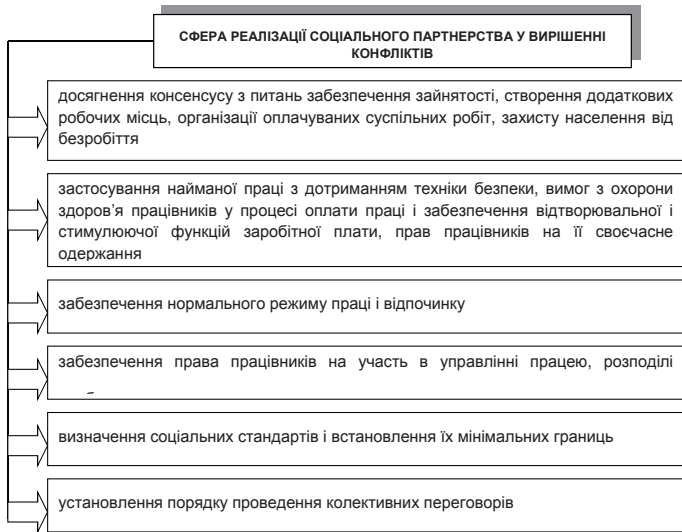 СФЕРА РЕАЛІЗАЦІЇ СОЦІАЛЬНОГО ПАРТНЕРСТВА У ВИРІШЕННІ
КОНФЛІКТІВ
досягнення консенсусу з питань забезпечення зайнятості, створення додаткових
робочих місць, організації оплачуваних суспільних робіт, захисту населення від
безробіття
застосування найманої праці з дотриманням техніки безпеки, вимог з охорони
здоров’я працівників у процесі оплати праці і забезпечення відтворювальної і
стимулюючої функцій заробітної плати, прав працівників на її своєчасне
одержання
забезпечення нормального режиму праці і відпочинку
забезпечення права працівників на участь в управлінні працею, розподілі
визначення соціальних стандартів і встановлення їх мінімальних границь
установлення порядку проведення колективних переговорів